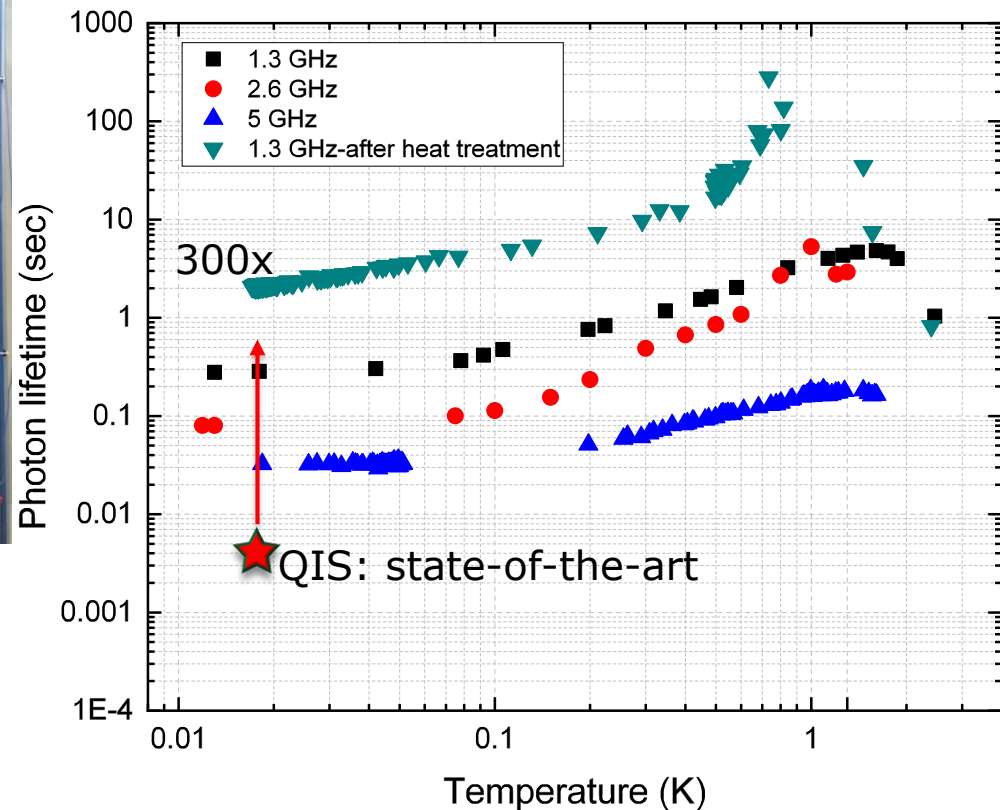 1000
100
10
1
0.1
0.01
0.001
1E-4
Photon lifetime (sec)
1.3 GHz
2.6 GHz
5 GHz
1.3 GHz-after heat treatment
300x
QIS: state-of-the-art
0.01
0.1
1
Temperature (K)